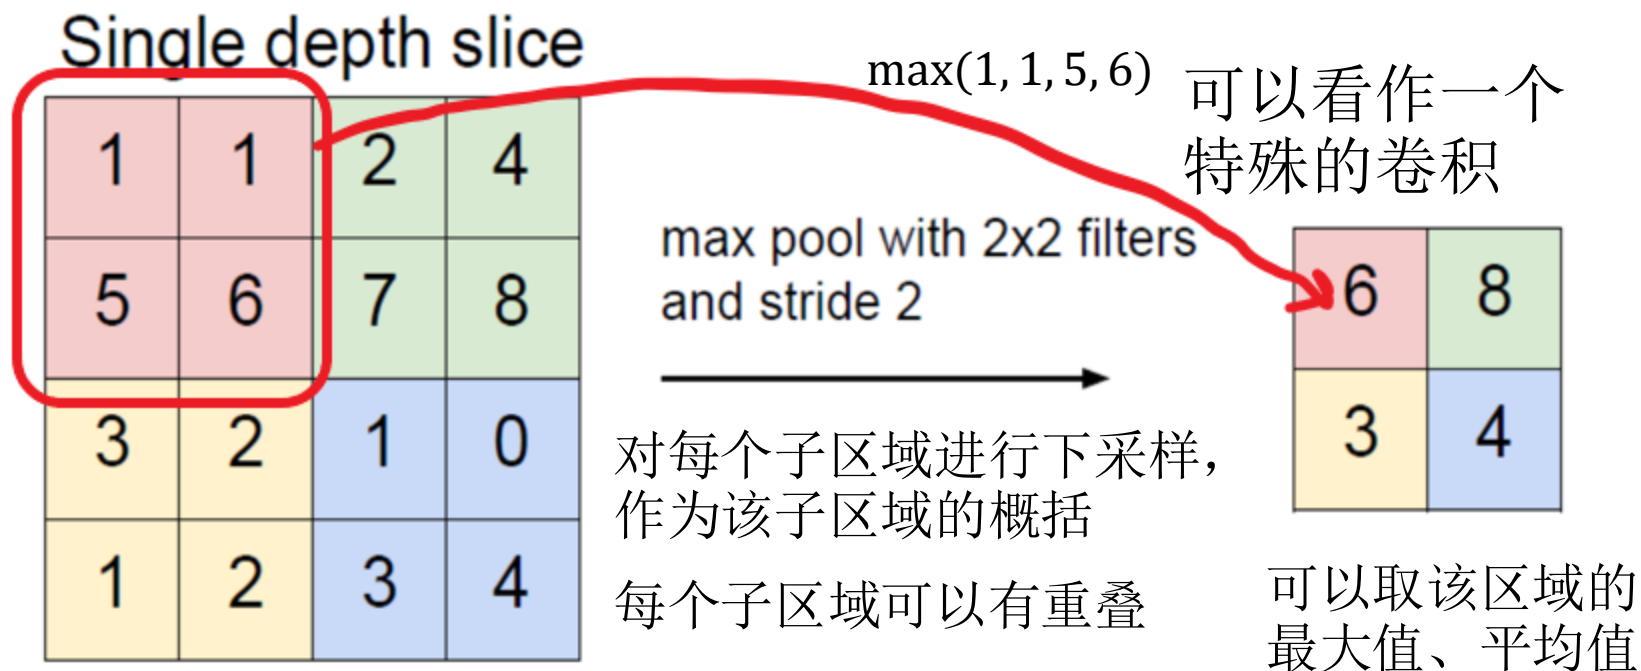 Single depth slice
max(1, 1, 5, 6)
可以看作一个
特殊的卷积
1 1 2 4
5 6 7 8
3 2 1 0
1 2 3 4
max pool with 2x2 filters
and stride 2
对每个子区域进行下采样，
作为该子区域的概括
每个子区域可以有重叠
6 8
3 4
可以取该区域的
最大值、平均值